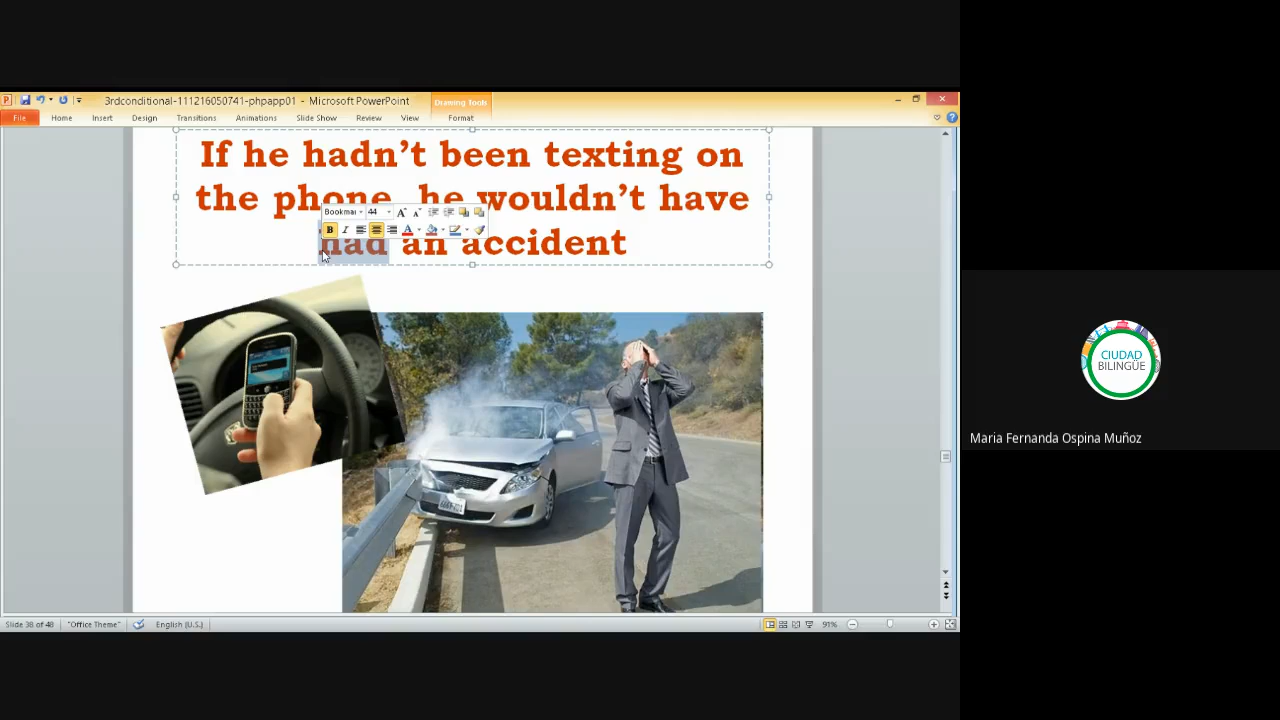 3rdconditional-111216050741-phpapp01 - Microsoft PowerPoint
Drawing Tools
File Home Insert Design Transitions Animations Slide Show Review View Format
If he hadn't been texting on
the phone, he wouldn't have
had an accident
Bookmar 44
B I A
CIUDAD
BILINGÜE
Maria Fernanda Ospina Muñoz
Slide 38 of 48 "Office Theme" English (U.S.) 91%